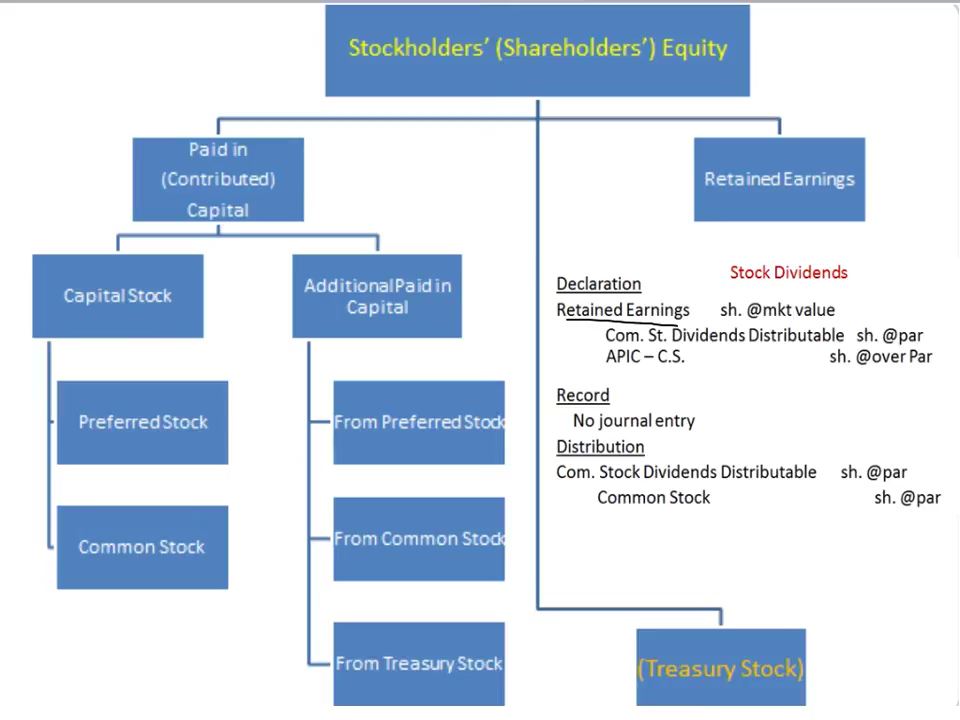 Stockholders' (Shareholders') Equity
Paid in
(Contributed)
Capital
Retained Earnings
Capital Stock
Additional Paid in
Capital
Preferred Stock
Common Stock
From Preferred Stock
From Common Stock
From Treasury Stock
Stock Dividends
Declaration
Retained Earnings sh. @mkt value
Com. St. Dividends Distributable sh. @par
APIC – C.S. sh. @over Par
Record
No journal entry
Distribution
Com. Stock Dividends Distributable sh. @par
Common Stock sh. @par
(Treasury Stock)